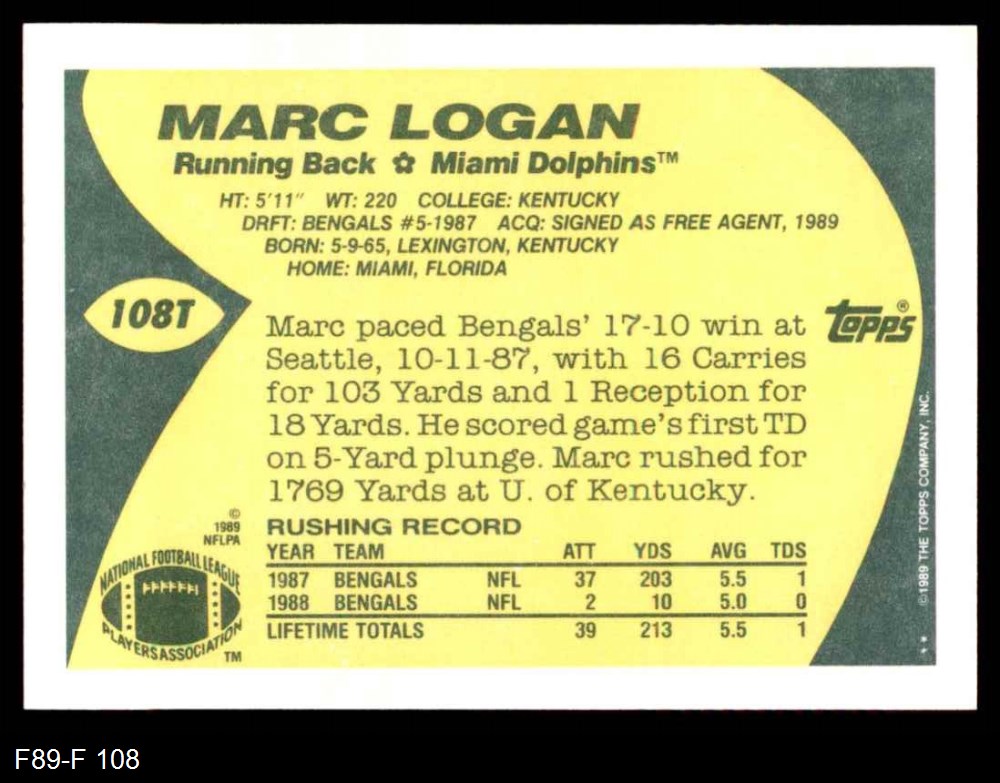 MARC LOGAN
Running Back ✿ Miami Dolphins™
HT: 5'11" WT: 220 COLLEGE: KENTUCKY
DRFT: BENGALS #5-1987 ACQ: SIGNED AS FREE AGENT, 1989
BORN: 5-9-65, LEXINGTON, KENTUCKY
HOME: MIAMI, FLORIDA
108T
Topps®
Marc paced Bengals' 17-10 win at
Seattle, 10-11-87, with 16 Carries
for 103 Yards and 1 Reception for
18 Yards. He scored game's first TD
on 5-Yard plunge. Marc rushed for
1769 Yards at U. of Kentucky.
©
1989
NFLPA
NATIONAL FOOTBALL LEAGUE
PLAYERS ASSOCIATION
TM
RUSHING RECORD
YEAR TEAM ATT YDS AVG TDS
1987 BENGALS NFL 37 203 5.5 1
1988 BENGALS NFL 2 10 5.0 0
LIFETIME TOTALS 39 213 5.5 1
©1989 THE TOPPS COMPANY, INC.
**
F89-F 108